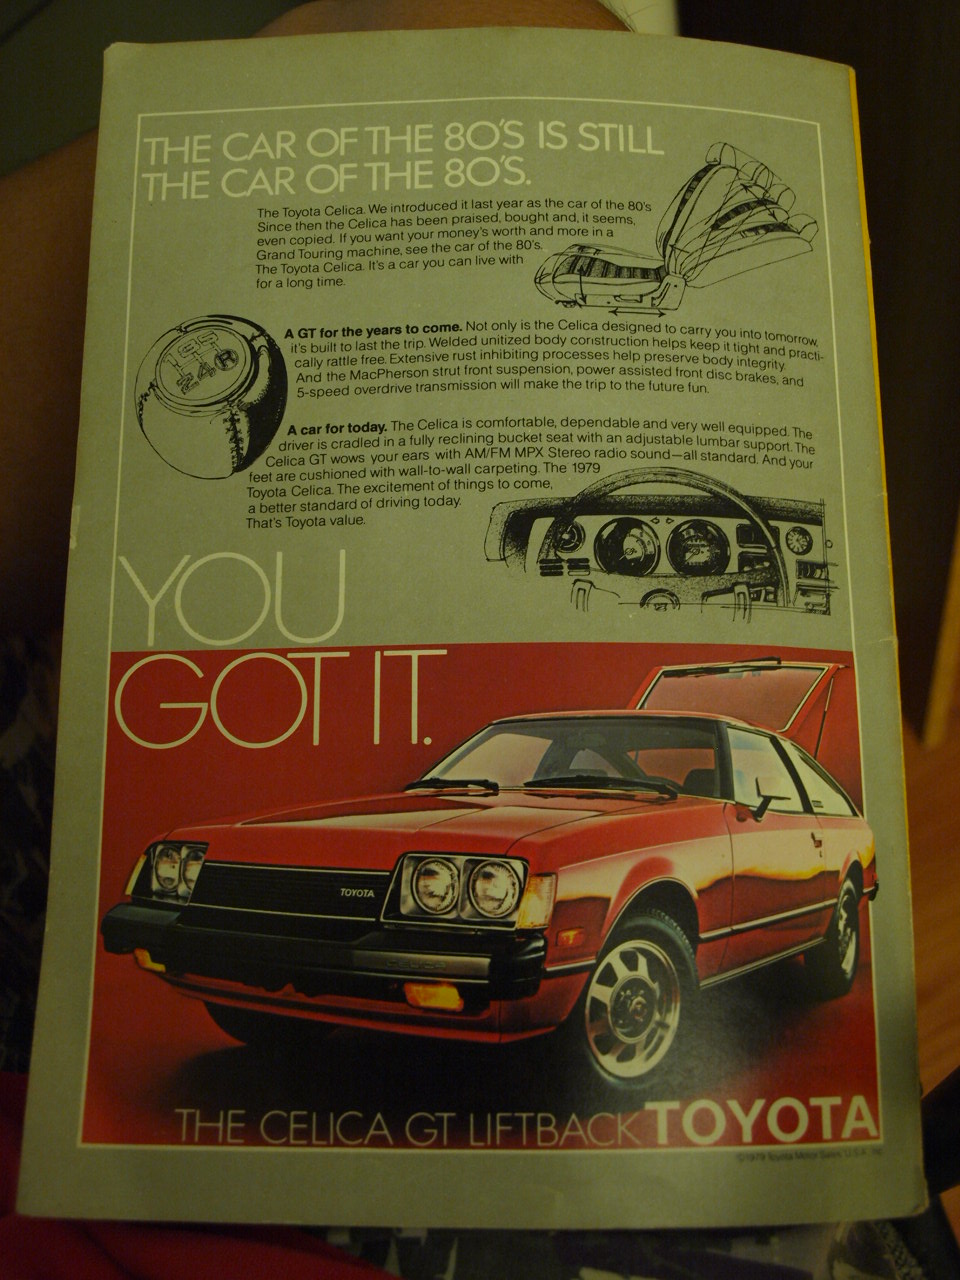 THE CAR OF THE 80'S IS STILL
THE CAR OF THE 80'S.
The Toyota Celica. We introduced it last year as the car of the 80's
Since then the Celica has been praised, bought and, it seems,
even copied. If you want your money's worth and more in a
Grand Touring machine, see the car of the 80's.
The Toyota Celica. It's a car you can live with
for a long time.
1 3 5
2 4 R
A GT for the years to come. Not only is the Celica designed to carry you into tomorrow,
it's built to last the trip. Welded unitized body construction helps keep it tight and practi-
cally rattle free. Extensive rust inhibiting processes help preserve body integrity.
And the MacPherson strut front suspension, power assisted front disc brakes, and
5-speed overdrive transmission will make the trip to the future fun.
A car for today. The Celica is comfortable, dependable and very well equipped. The
driver is cradled in a fully reclining bucket seat with an adjustable lumbar support. The
Celica GT wows your ears with AM/FM MPX Stereo radio sound—all standard. And your
feet are cushioned with wall-to-wall carpeting. The 1979
Toyota Celica. The excitement of things to come,
a better standard of driving today.
That's Toyota value.
YOU
GOT IT.
TOYOTA
CELICA
THE CELICA GT LIFTBACK TOYOTA
©1979 Toyota Motor Sales, U.S.A., Inc.